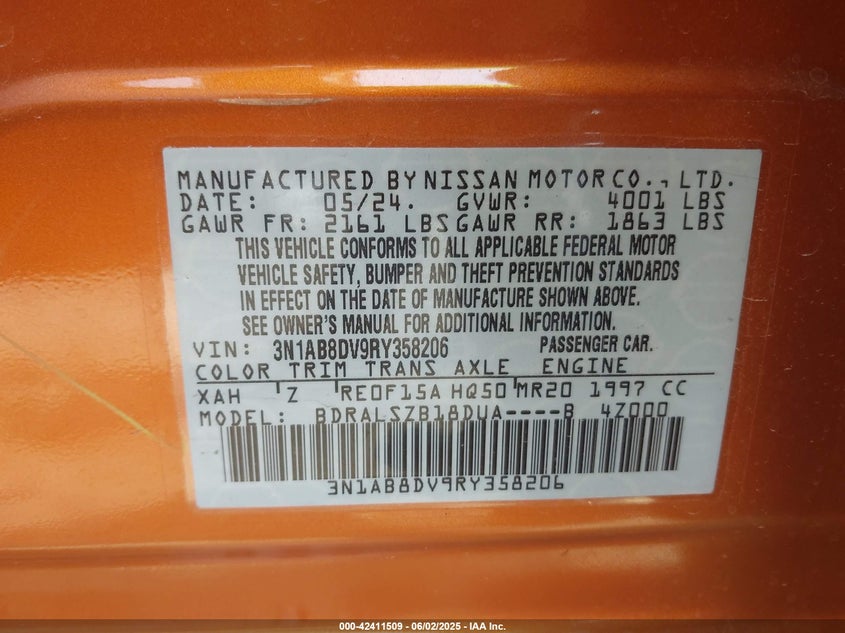 MANUFACTURED BY NISSAN MOTOR CO., LTD.
DATE: 05/24. GVWR: 4001 LBS
GAWR FR: 2161 LBS GAWR RR: 1863 LBS
THIS VEHICLE CONFORMS TO ALL APPLICABLE FEDERAL MOTOR
VEHICLE SAFETY, BUMPER AND THEFT PREVENTION STANDARDS
IN EFFECT ON THE DATE OF MANUFACTURE SHOWN ABOVE.
SEE OWNER'S MANUAL FOR ADDITIONAL INFORMATION.
VIN: 3N1AB8DV9RY358206 PASSENGER CAR.
COLOR TRIM TRANS AXLE ENGINE
XAH Z RE0F15A HQ50 MR20 1997 CC
MODEL: BDRALSZB18DUA----B 4Z000
3N1AB8DV9RY358206
000-42411509 - 06/02/2025 - IAA Inc.